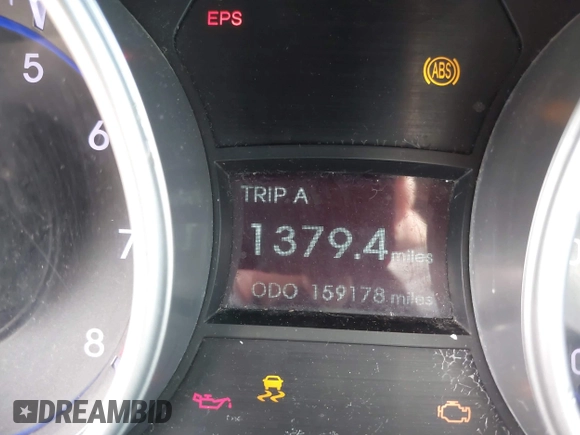 EPS
5
ABS
6
TRIP A
1379.4 miles
7
ODO 159178 miles
8
DREAMBID